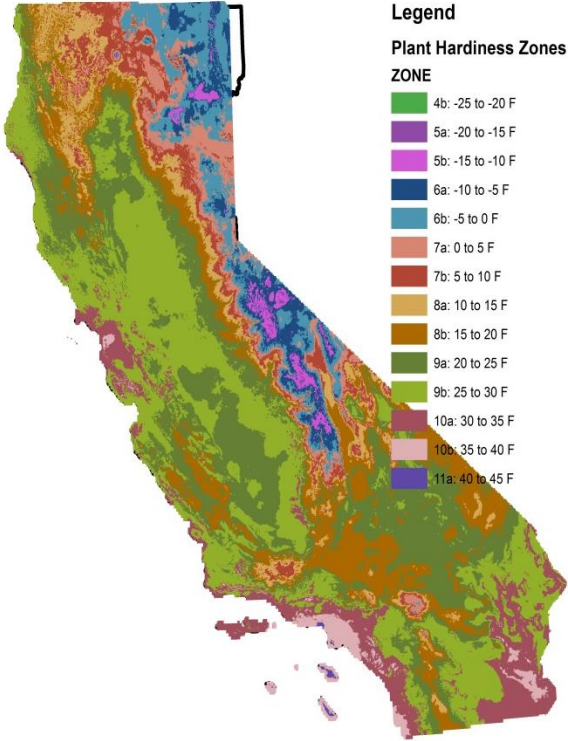 Legend
Plant Hardiness Zones
ZONE
4b: -25 to -20 F
5a: -20 to -15 F
5b: -15 to -10 F
6a: -10 to -5 F
6b: -5 to 0 F
7a: 0 to 5 F
7b: 5 to 10 F
8a: 10 to 15 F
8b: 15 to 20 F
9a: 20 to 25 F
9b: 25 to 30 F
10a: 30 to 35 F
10b: 35 to 40 F
11a: 40 to 45 F